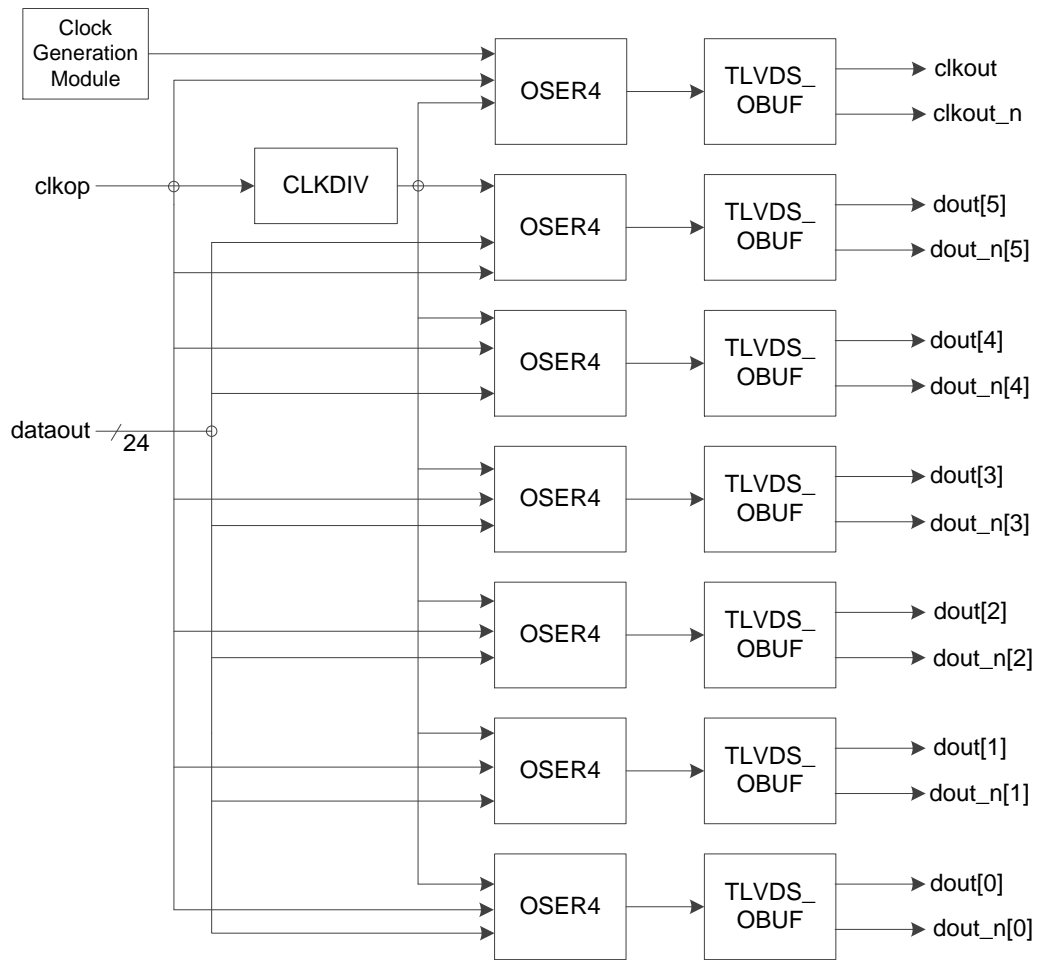 Clock
Generation
Module
OSER4
TLVDS_
OBUF
clkout
clkout_n
clkop
CLKDIV
OSER4
TLVDS_
OBUF
dout[5]
dout_n[5]
OSER4
TLVDS_
OBUF
dout[4]
dout_n[4]
dataout
24
OSER4
TLVDS_
OBUF
dout[3]
dout_n[3]
OSER4
TLVDS_
OBUF
dout[2]
dout_n[2]
OSER4
TLVDS_
OBUF
dout[1]
dout_n[1]
OSER4
TLVDS_
OBUF
dout[0]
dout_n[0]